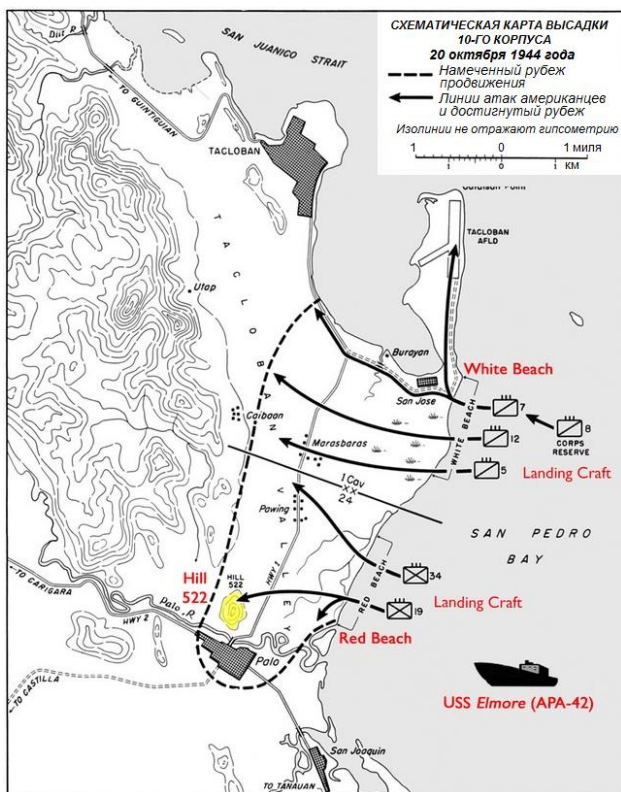 СХЕМАТИЧЕСКАЯ КАРТА ВЫСАДКИ
10-ГО КОРПУСА
20 октября 1944 года
Намеченный рубеж
продвижения
Линии атак американцев
и достигнутый рубеж
Изолинии не отражают гипсометрию
1 0 1 миля
1 0 1 км
Diit R.
SAN JUANICO STRAIT
TO GUINTIGUIAN
TACLOBAN
TACLOBAN
AFLD
TACLOBAN
Utap
Burayan
White Beach
San Jose
WHITE BEACH
7
8
CORPS
RESERVE
12
5
Caibaan
Marasbaras
Landing Craft
1 Cav
XX
24
VALLEY
Pawing
SAN PEDRO
BAY
HWY 1
RED BEACH
34
Landing Craft
19
Hill
522
HILL
522
Red Beach
TO CARIGARA
HWY 2
Palo R.
Palo
USS Elmore (APA-42)
TO CASTILLA
San Joaquin
TO TANAUAN